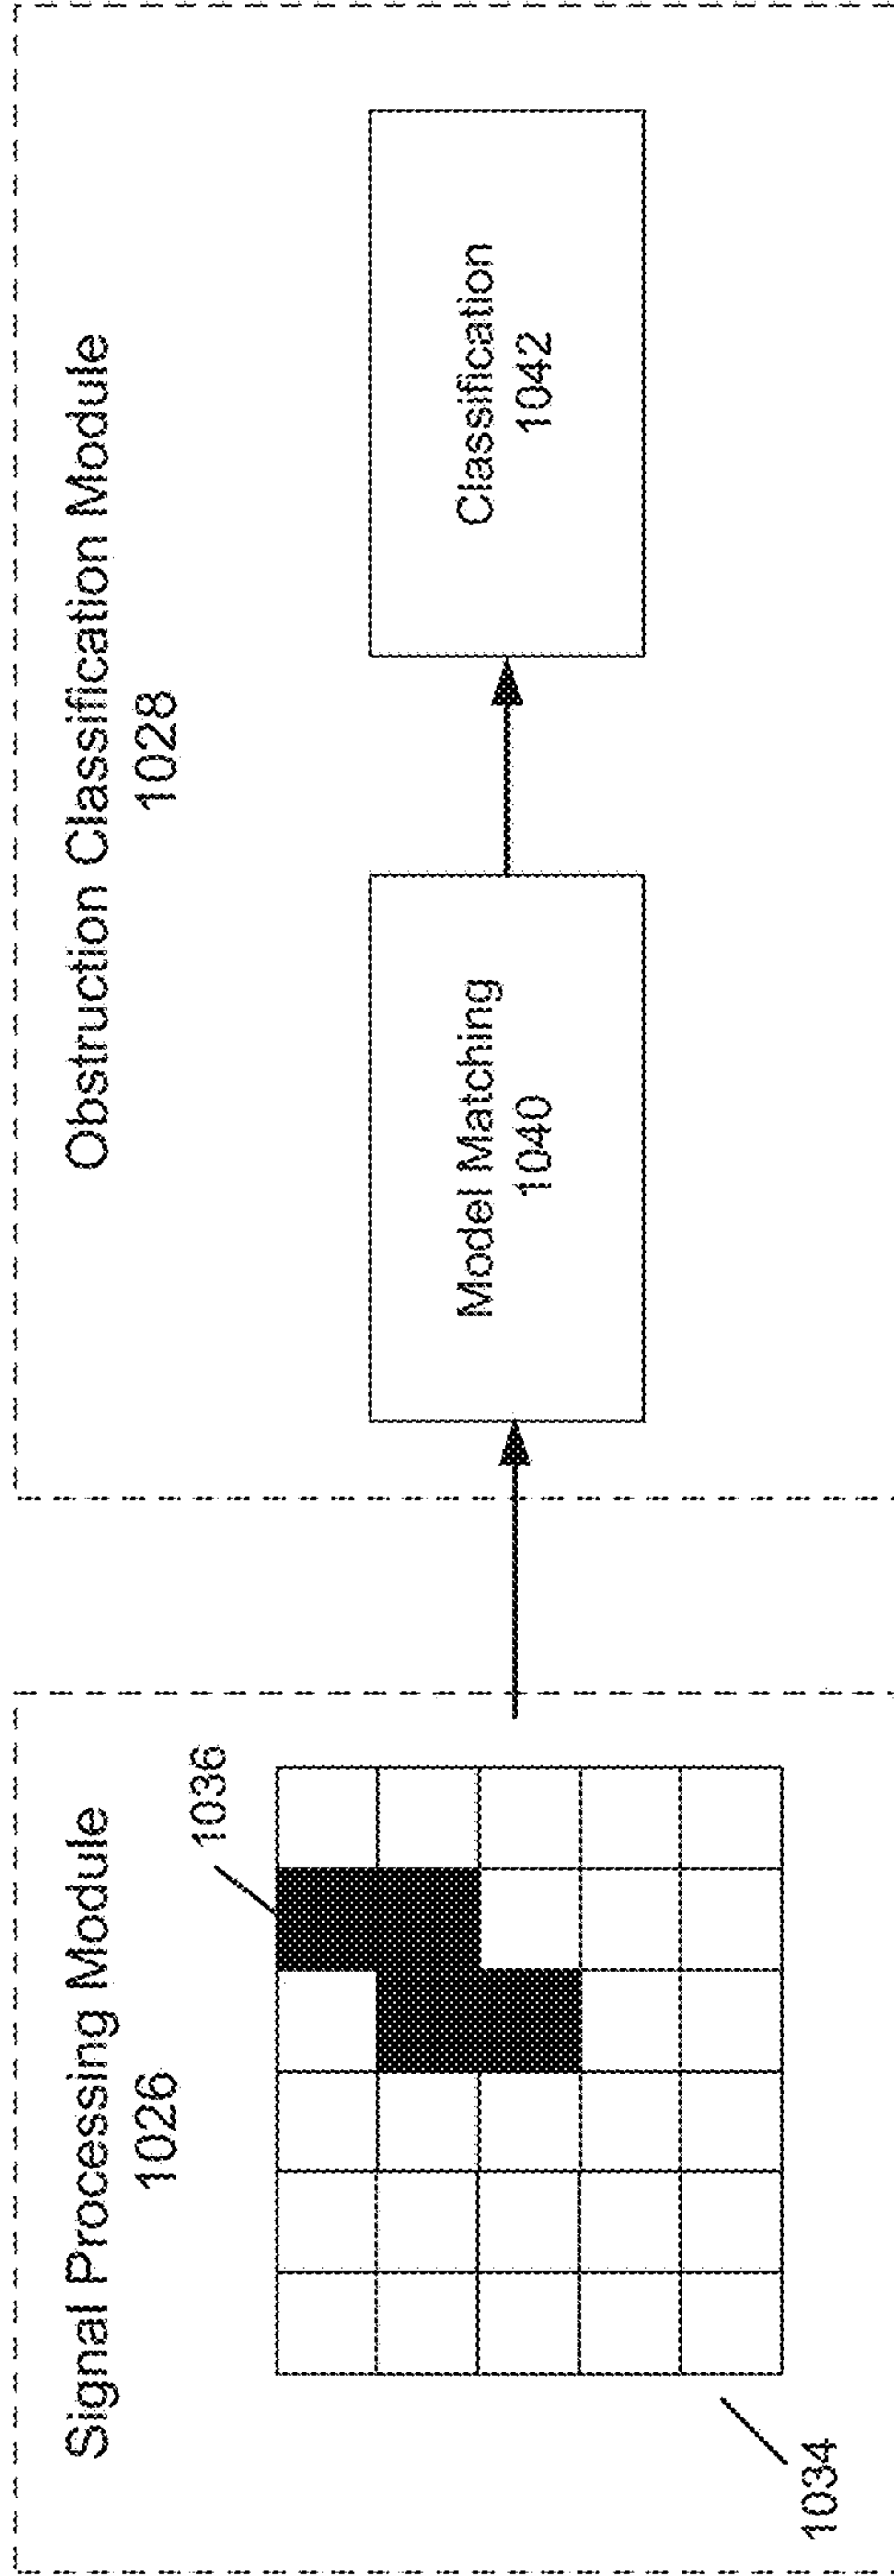 Signal Processing Module
1026
1036
1034
Obstruction Classification Module
1028
Model Matching
1040
Classification
1042